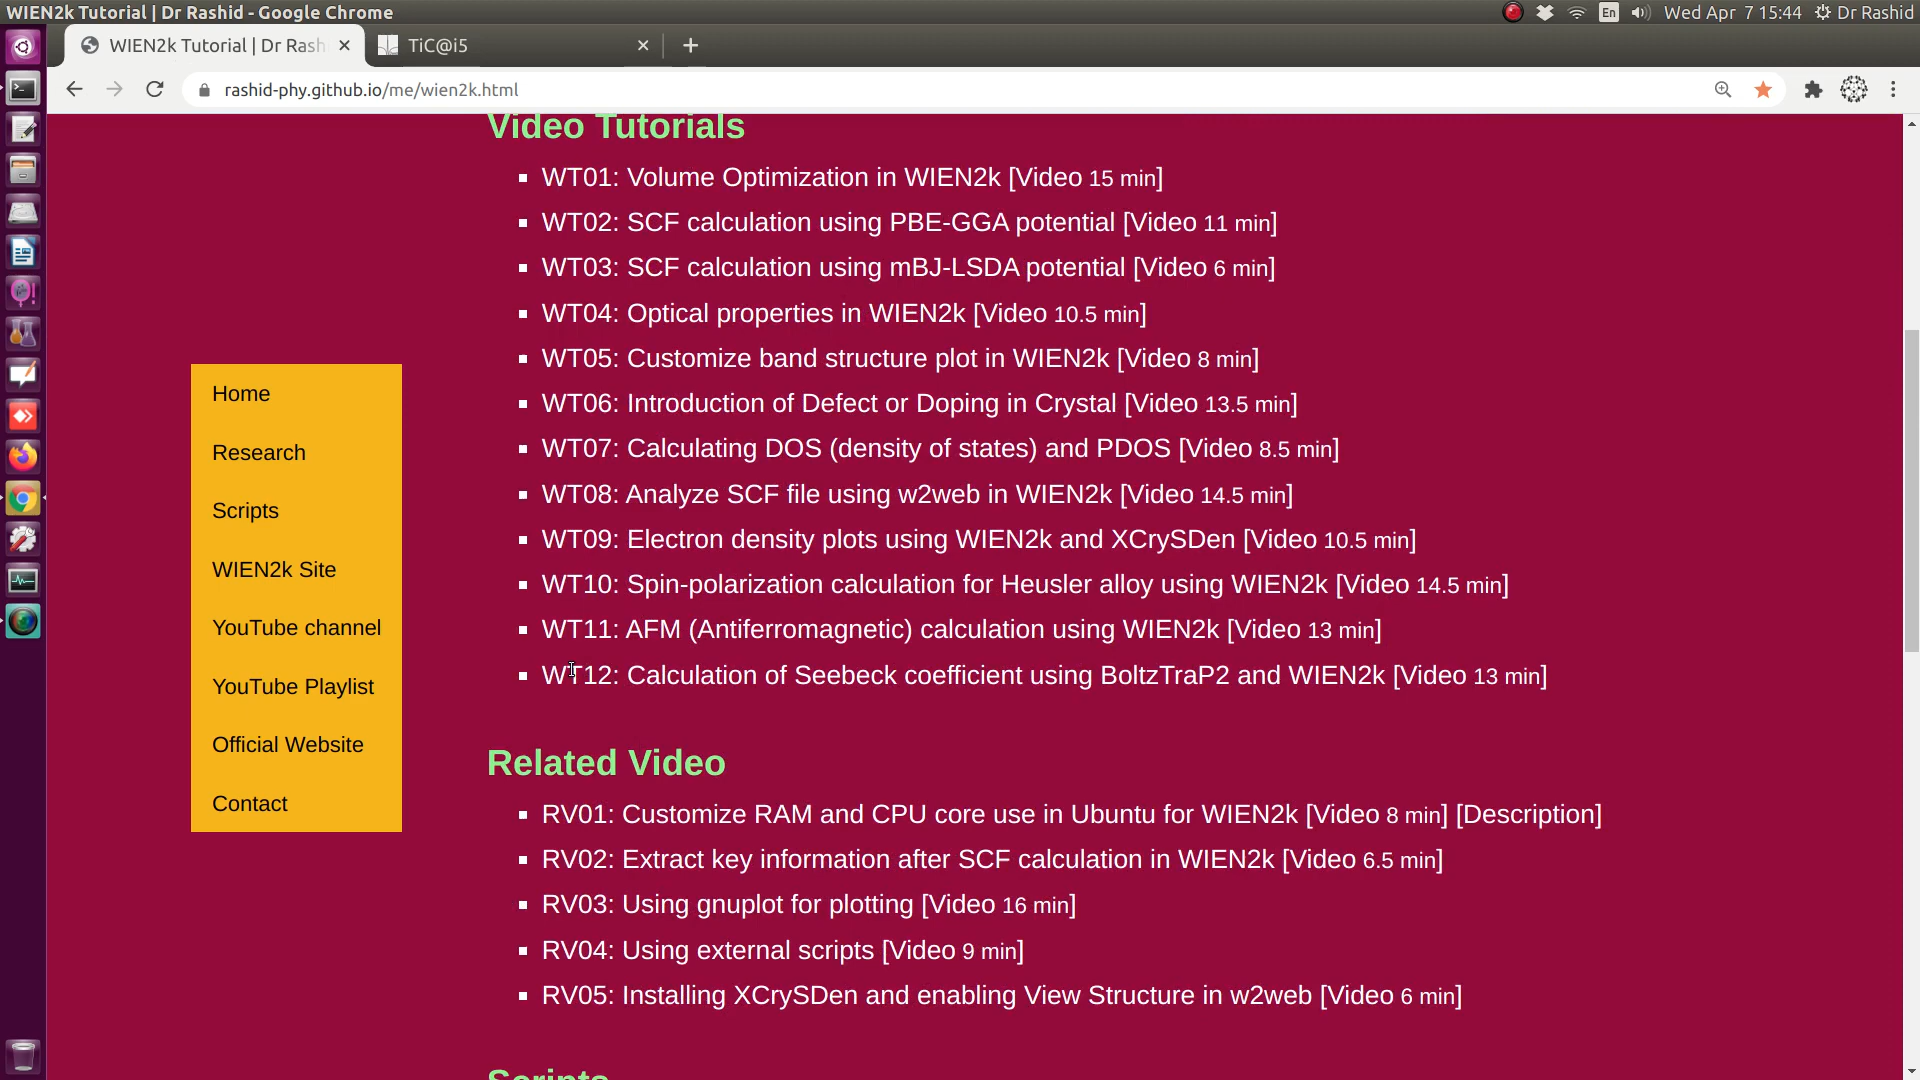 WIEN2k Tutorial | Dr Rashid - Google Chrome
En Wed Apr 7 15:44 Dr Rashid
WIEN2k Tutorial | Dr Rash
TiC@i5
rashid-phy.github.io/me/wien2k.html
Video Tutorials
WT01: Volume Optimization in WIEN2k [Video 15 min]
WT02: SCF calculation using PBE-GGA potential [Video 11 min]
WT03: SCF calculation using mBJ-LSDA potential [Video 6 min]
WT04: Optical properties in WIEN2k [Video 10.5 min]
WT05: Customize band structure plot in WIEN2k [Video 8 min]
WT06: Introduction of Defect or Doping in Crystal [Video 13.5 min]
WT07: Calculating DOS (density of states) and PDOS [Video 8.5 min]
WT08: Analyze SCF file using w2web in WIEN2k [Video 14.5 min]
WT09: Electron density plots using WIEN2k and XCrySDen [Video 10.5 min]
WT10: Spin-polarization calculation for Heusler alloy using WIEN2k [Video 14.5 min]
WT11: AFM (Antiferromagnetic) calculation using WIEN2k [Video 13 min]
WT12: Calculation of Seebeck coefficient using BoltzTraP2 and WIEN2k [Video 13 min]
Related Video
RV01: Customize RAM and CPU core use in Ubuntu for WIEN2k [Video 8 min] [Description]
RV02: Extract key information after SCF calculation in WIEN2k [Video 6.5 min]
RV03: Using gnuplot for plotting [Video 16 min]
RV04: Using external scripts [Video 9 min]
RV05: Installing XCrySDen and enabling View Structure in w2web [Video 6 min]
Scripts
Home
Research
Scripts
WIEN2k Site
YouTube channel
YouTube Playlist
Official Website
Contact